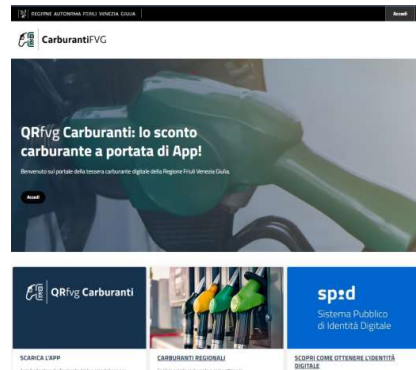 REGIONE AUTONOMA FRIULI VENEZIA GIULIA
Accedi
CarburantiFVG
QRfvg Carburanti: lo sconto
carburante a portata di App!
Benvenuto sul portale della tessera carburante digitale della Regione Friuli Venezia Giulia.
Accedi
QRfvg Carburanti
sp:d
Sistema Pubblico
di Identità Digitale
SCARICA L'APP
CARBURANTI REGIONALI
SCOPRI COME OTTENERE L'IDENTITÀ
DIGITALE